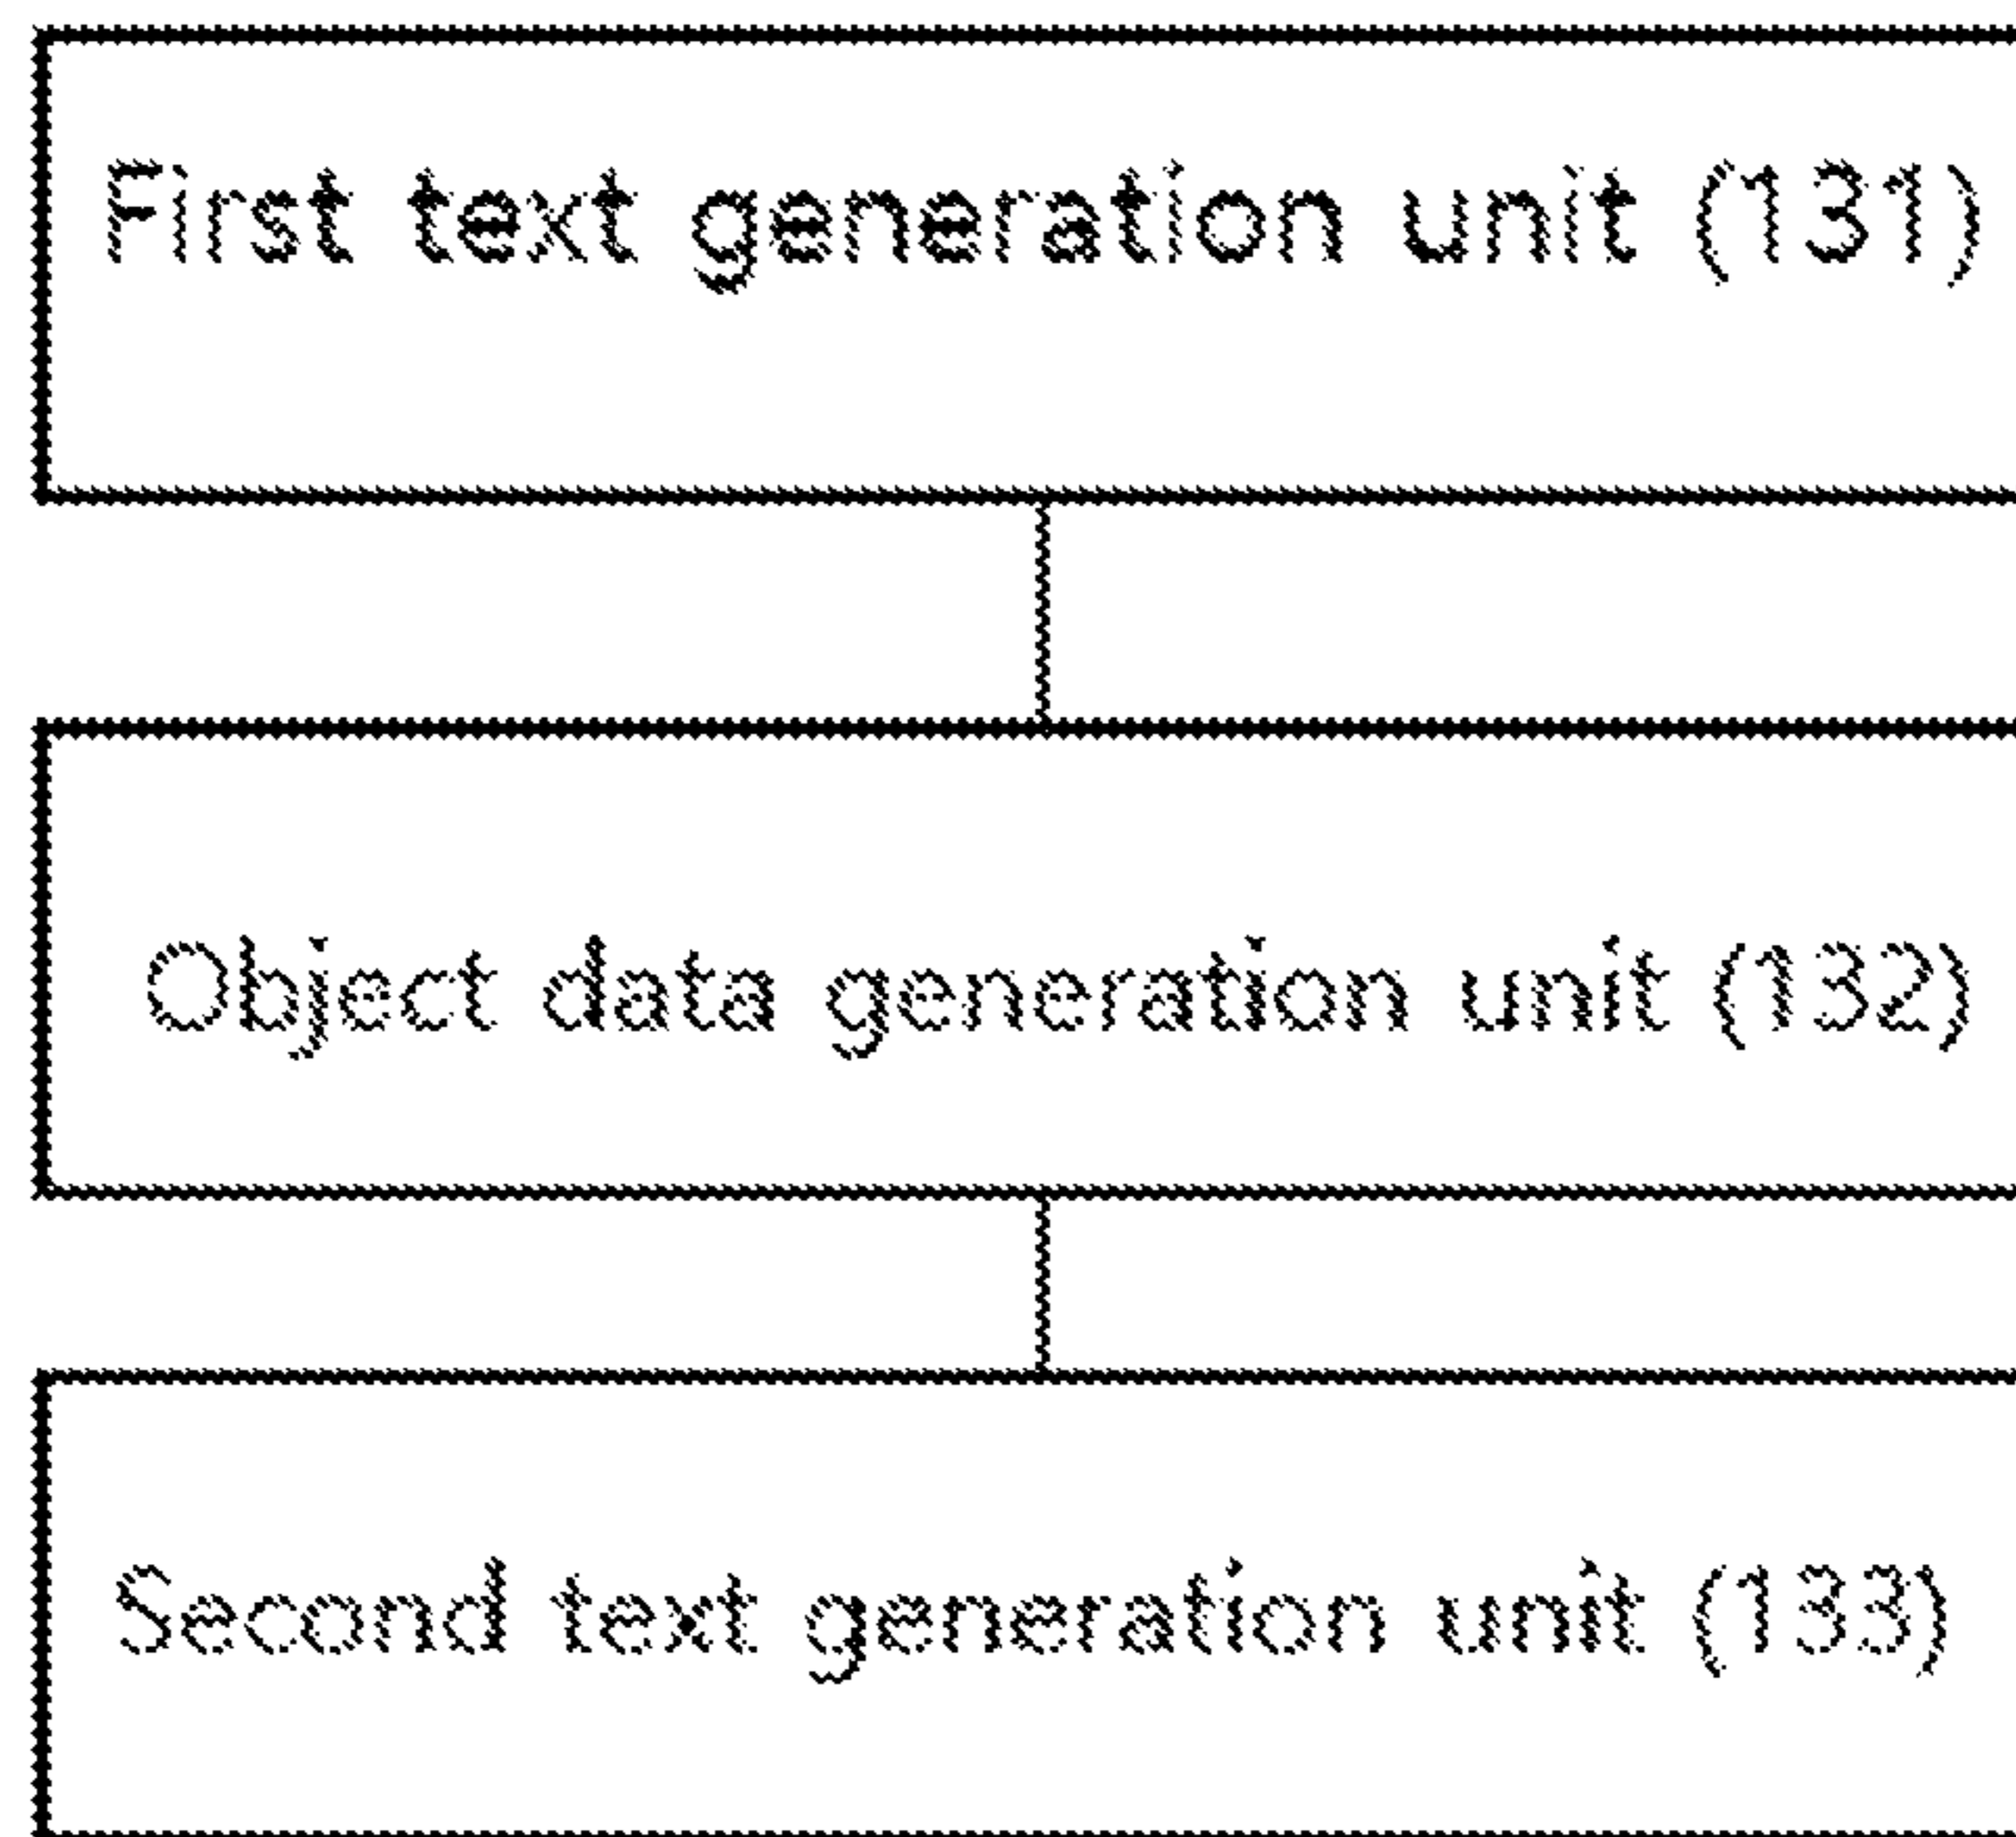 First text generation unit (131)
Object data generation unit (132)
Second text generation unit (133)